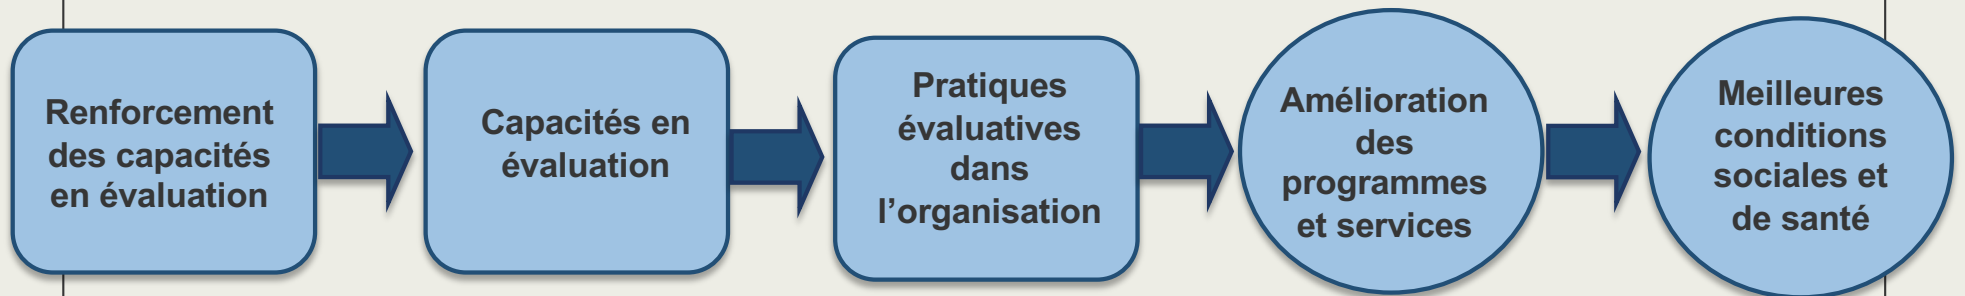 Renforcement
des capacités
en évaluation
Capacités en
évaluation
Pratiques
évaluatives
dans
l’organisation
Amélioration
des
programmes
et services
Meilleures
conditions
sociales et
de santé